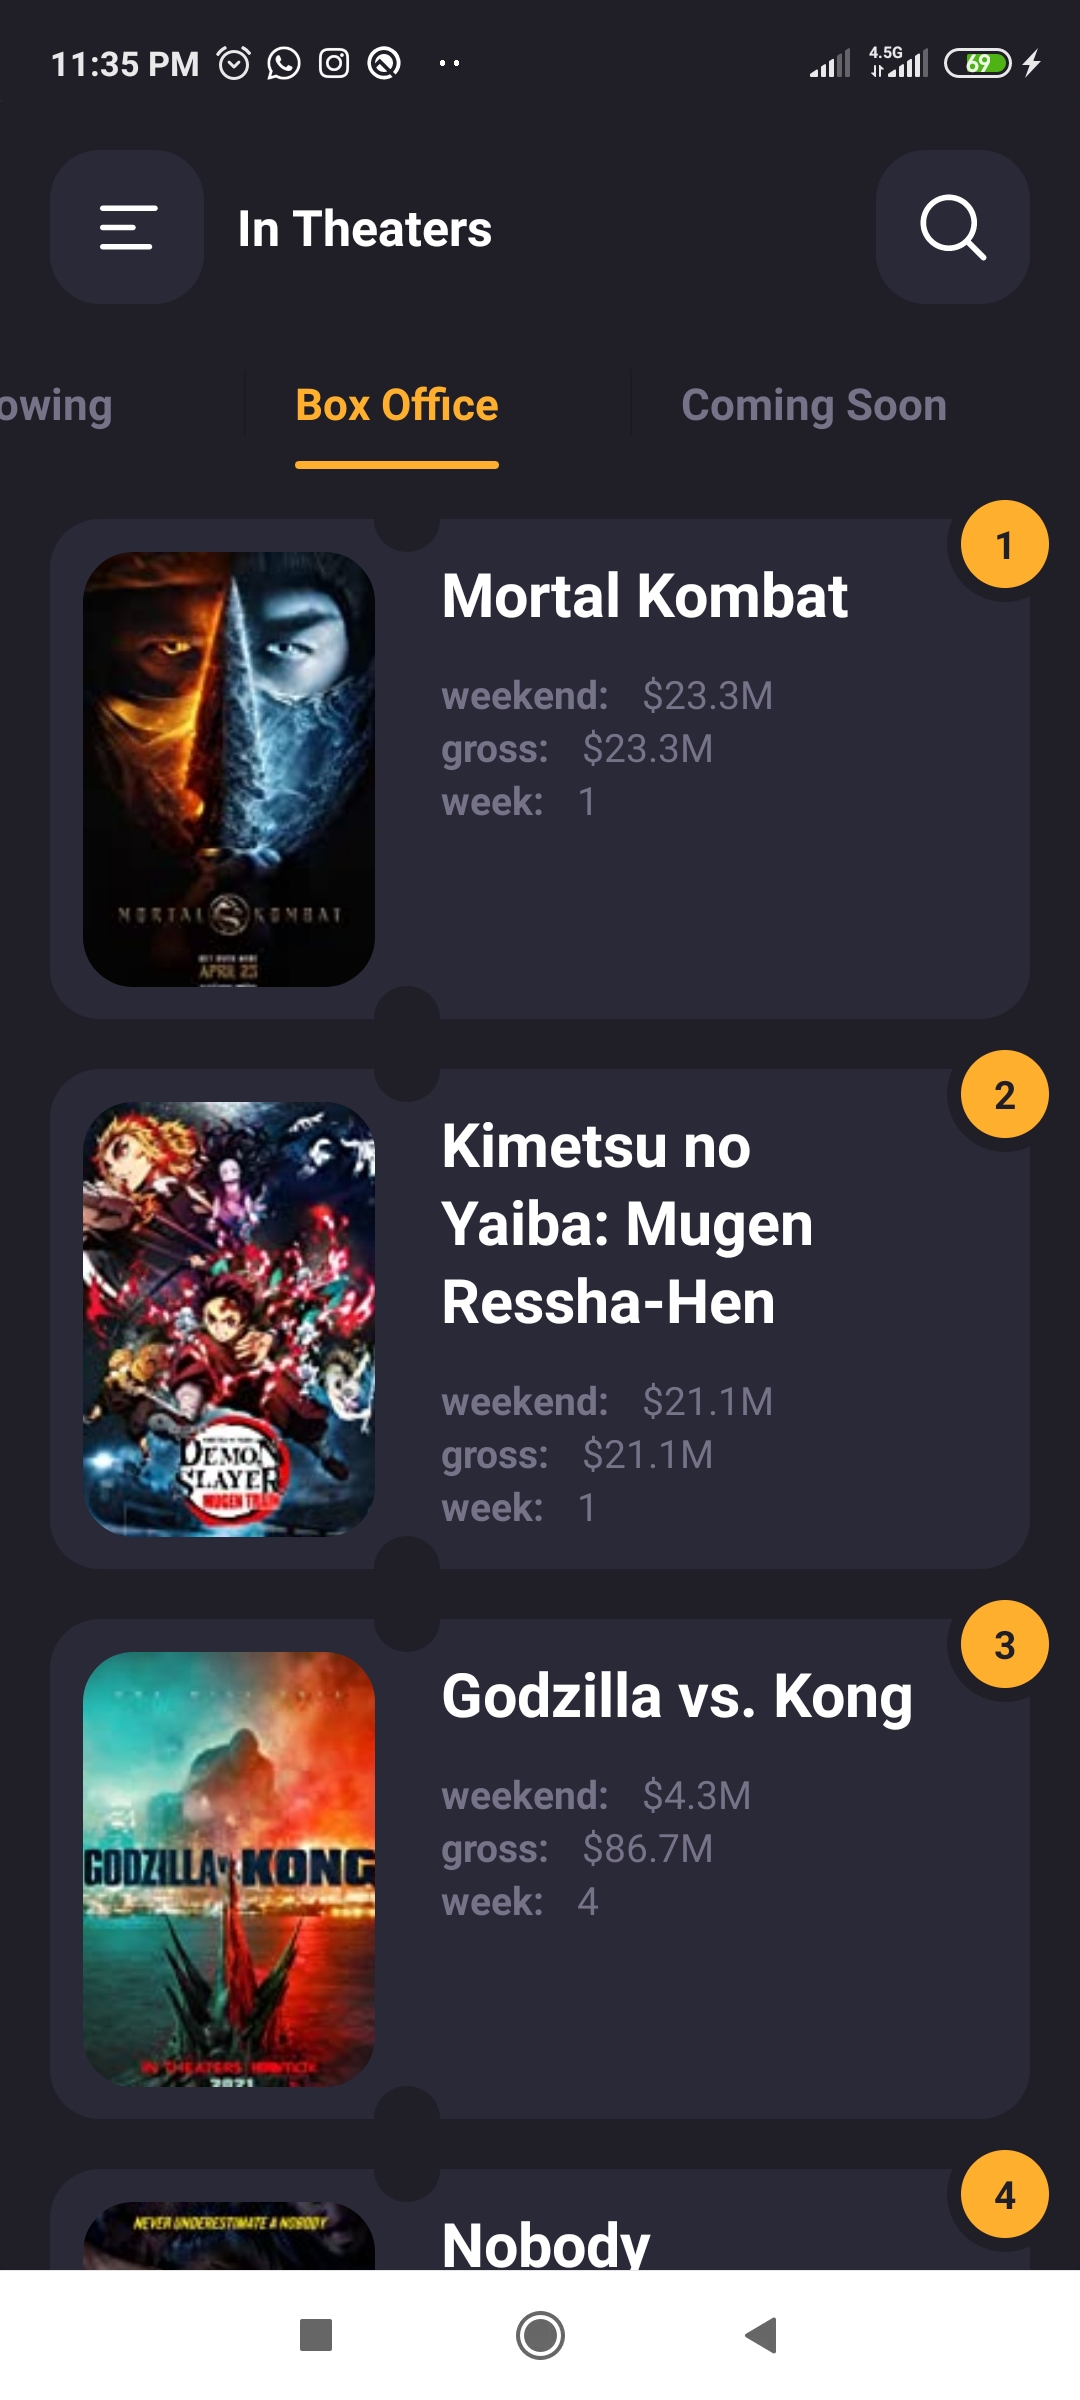 11:35 PM
4.5G
69
In Theaters
owing
Box Office
Coming Soon
1
Mortal Kombat
weekend: $23.3M
gross: $23.3M
week: 1
MORTAL KOMBAT
APRIL 23
2
Kimetsu no
Yaiba: Mugen
Ressha-Hen
weekend: $21.1M
gross: $21.1M
week: 1
DEMON
SLAYER
MUGEN TRAIN
3
Godzilla vs. Kong
weekend: $4.3M
gross: $86.7M
week: 4
GODZILLA KONG
IN THEATERS HBOMAX
2021
4
Nobody
NEVER UNDERESTIMATE A NOBODY